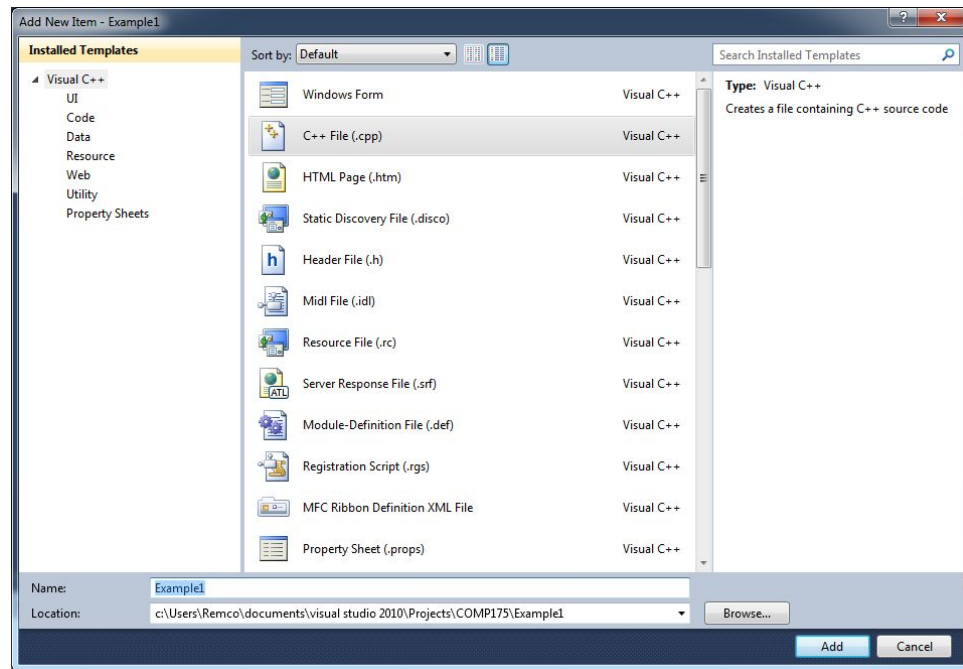 Add New Item - Example1
Installed Templates
Visual C++
UI
Code
Data
Resource
Web
Utility
Property Sheets
Sort by: Default
Windows Form Visual C++
C++ File (.cpp) Visual C++
HTML Page (.htm) Visual C++
Static Discovery File (.disco) Visual C++
h Header File (.h) Visual C++
Midl File (.idl) Visual C++
Resource File (.rc) Visual C++
ATL Server Response File (.srf) Visual C++
Module-Definition File (.def) Visual C++
Registration Script (.rgs) Visual C++
MFC Ribbon Definition XML File Visual C++
Property Sheet (.props) Visual C++
Search Installed Templates
Type: Visual C++
Creates a file containing C++ source code
Name: Example1
Location: c:\Users\Remco\documents\visual studio 2010\Projects\COMP175\Example1
Browse...
Add Cancel